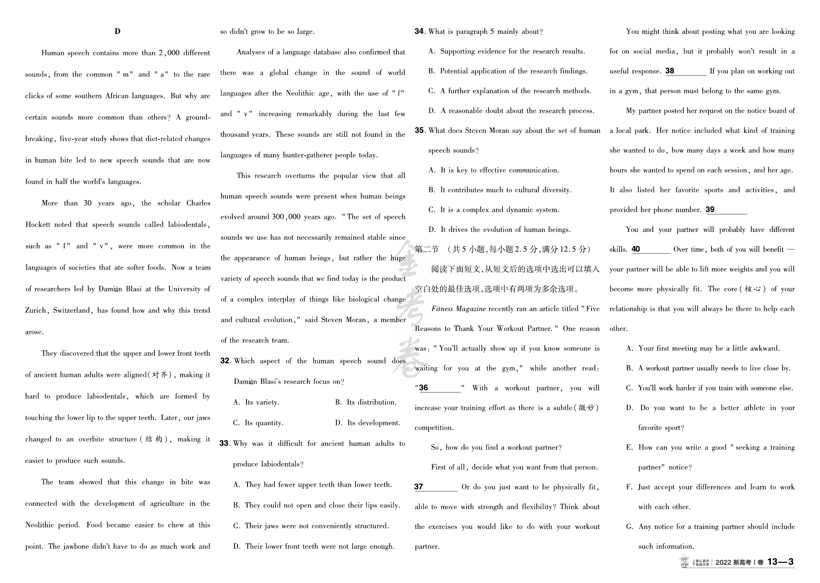 D
Human speech contains more than 2,000 different
sounds, from the common "m" and "a" to the rare
clicks of some southern African languages. But why are
certain sounds more common than others? A ground-
breaking, five-year study shows that diet-related changes
in human bite led to new speech sounds that are now
found in half the world's languages.
More than 30 years ago, the scholar Charles
Hockett noted that speech sounds called labiodentals,
such as "f" and "v", were more common in the
languages of societies that ate softer foods. Now a team
of researchers led by Damián Blasi at the University of
Zurich, Switzerland, has found how and why this trend
arose.
They discovered that the upper and lower front teeth
of ancient human adults were aligned(对齐), making it
hard to produce labiodentals, which are formed by
touching the lower lip to the upper teeth. Later, our jaws
changed to an overbite structure (结构), making it
easier to produce such sounds.
The team showed that this change in bite was
connected with the development of agriculture in the
Neolithic period. Food became easier to chew at this
point. The jawbone didn't have to do as much work and
so didn't grow to be so large.
Analyses of a language database also confirmed that
there was a global change in the sound of world
languages after the Neolithic age, with the use of "f"
and "v" increasing remarkably during the last few
thousand years. These sounds are still not found in the
languages of many hunter-gatherer people today.
This research overturns the popular view that all
human speech sounds were present when human beings
evolved around 300,000 years ago. "The set of speech
sounds we use has not necessarily remained stable since
the appearance of human beings, but rather the huge
variety of speech sounds that we find today is the product
of a complex interplay of things like biological change
and cultural evolution," said Steven Moran, a member
of the research team.
32. Which aspect of the human speech sound does
Damián Blasi's research focus on?
A. Its variety. B. Its distribution.
C. Its quantity. D. Its development.
33. Why was it difficult for ancient human adults to
produce labiodentals?
A. They had fewer upper teeth than lower teeth.
B. They could not open and close their lips easily.
C. Their jaws were not conveniently structured.
D. Their lower front teeth were not large enough.
34. What is paragraph 5 mainly about?
A. Supporting evidence for the research results.
B. Potential application of the research findings.
C. A further explanation of the research methods.
D. A reasonable doubt about the research process.
35. What does Steven Moran say about the set of human
speech sounds?
A. It is key to effective communication.
B. It contributes much to cultural diversity.
C. It is a complex and dynamic system.
D. It drives the evolution of human beings.
第二节 (共5小题,每小题2.5分,满分12.5分)
阅读下面短文,从短文后的选项中选出可以填入
空白处的最佳选项,选项中有两项为多余选项。
Fitness Magazine recently ran an article titled "Five
Reasons to Thank Your Workout Partner." One reason
was: "You'll actually show up if you know someone is
waiting for you at the gym," while another read:
"36________" With a workout partner, you will
increase your training effort as there is a subtle(微妙)
competition.
So, how do you find a workout partner?
First of all, decide what you want from that person.
37________ Or do you just want to be physically fit,
able to move with strength and flexibility? Think about
the exercises you would like to do with your workout
partner.
You might think about posting what you are looking
for on social media, but it probably won't result in a
useful response. 38________ If you plan on working out
in a gym, that person must belong to the same gym.
My partner posted her request on the notice board of
a local park. Her notice included what kind of training
she wanted to do, how many days a week and how many
hours she wanted to spend on each session, and her age.
It also listed her favorite sports and activities, and
provided her phone number. 39________
You and your partner will probably have different
skills. 40________ Over time, both of you will benefit —
your partner will be able to lift more weights and you will
become more physically fit. The core(核心) of your
relationship is that you will always be there to help each
other.
A. Your first meeting may be a little awkward.
B. A workout partner usually needs to live close by.
C. You'll work harder if you train with someone else.
D. Do you want to be a better athlete in your
favorite sport?
E. How can you write a good "seeking a training
partner" notice?
F. Just accept your differences and learn to work
with each other.
G. Any notice for a training partner should include
such information.
2022 新高考Ⅰ卷 13—3